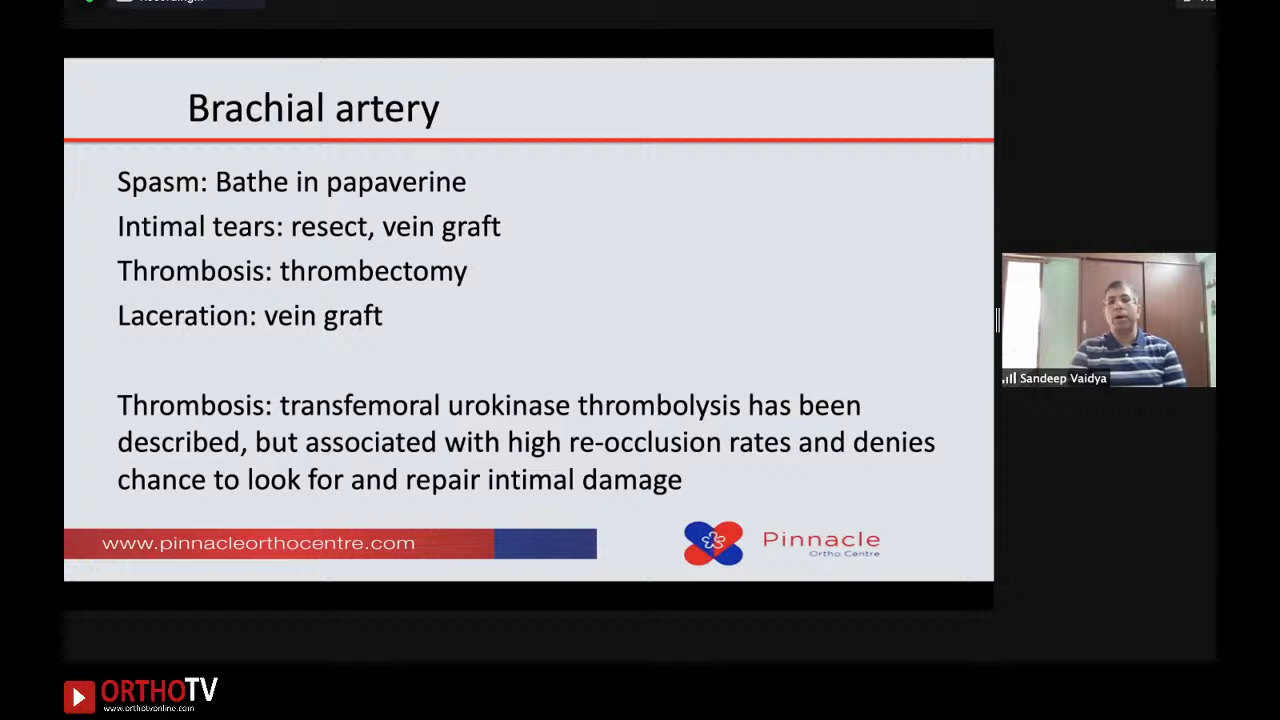 Brachial artery
Spasm: Bathe in papaverine
Intimal tears: resect, vein graft
Thrombosis: thrombectomy
Laceration: vein graft
Thrombosis: transfemoral urokinase thrombolysis has been
described, but associated with high re-occlusion rates and denies
chance to look for and repair intimal damage
Sandeep Vaidya
www.pinnacleorthocentre.com
Pinnacle
Ortho Centre
ORTHOTV
www.orthotvonline.com